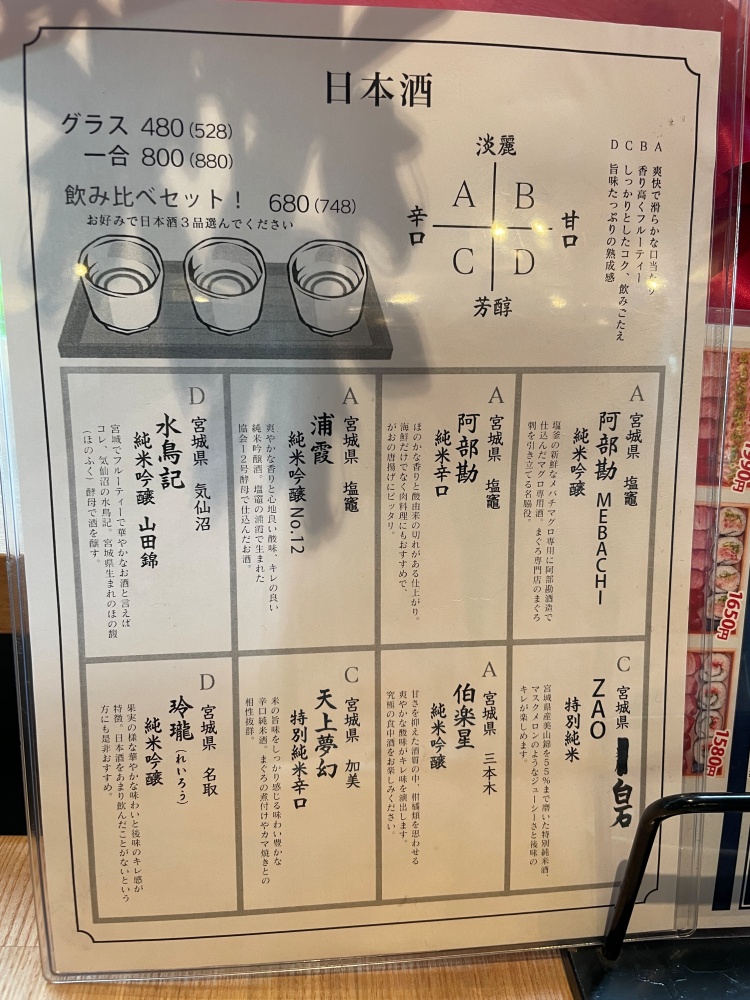 日本酒
グラス 480(528)
一合 800(880)
飲み比べセット! 680(748)
お好みで日本酒3品選んでください
淡麗
辛口
A
B
甘口
C
D
芳醇
A 爽快で滑らかな口当たり
B 香り高くフルーティー
C しっかりとしたコク、飲みごたえ
D 旨味たっぷりの熟成感
A
宮城県 塩竈
阿部勘 MEBACHI
純米吟醸
塩釜の新鮮なメバチマグロ専用に阿部勘酒造で
仕込んだマグロ専用酒。まぐろ専門店のまぐろ
刺を引き立てる名脇役。
A
宮城県 塩竈
阿部勘
純米辛口
ほのかな香りと酸由来の切れがある仕上がり。
海鮮だけでなく肉料理にもおすすめで、
がおの唐揚げにピッタリ。
A
宮城県 塩竈
浦霞
純米吟醸 No.12
爽やかな香りと心地良い酸味、キレの良い
純米吟醸酒。塩竈の浦霞で生まれた
協会12号酵母で仕込んだお酒。
D
宮城県 気仙沼
水鳥記
純米吟醸 山田錦
宮城でフルーティーで華やかなお酒と言えば
コレ、気仙沼の水鳥記 宮城県生まれのほの馥
(ほのふく)酵母で酒を醸す。
C
宮城県 白石
ZAO
特別純米
宮城県産美山錦を55%まで磨いた特別純米酒、
マスクメロンのようなジューシーさと後味の
キレが楽しめます。
A
宮城県 三本木
伯楽星
純米吟醸
甘さを抑えた酒質の中、柑橘類を思わせる
爽やかな酸味がキレ味を演出します。
究極の食中酒をお楽しみください。
C
宮城県 加美
天上夢幻
特別純米辛口
米の旨味をしっかり感じる味わい豊かな
辛口純米酒。まぐろの煮付けやカマ焼きとの
相性抜群。
D
宮城県 名取
玲瓏(れいろう)
純米吟醸
果実の様な華やかな味わいと後味のキレ感が
特徴。日本酒をあまり飲んだことがないという
方にも是非おすすめ。
1650円
1580円